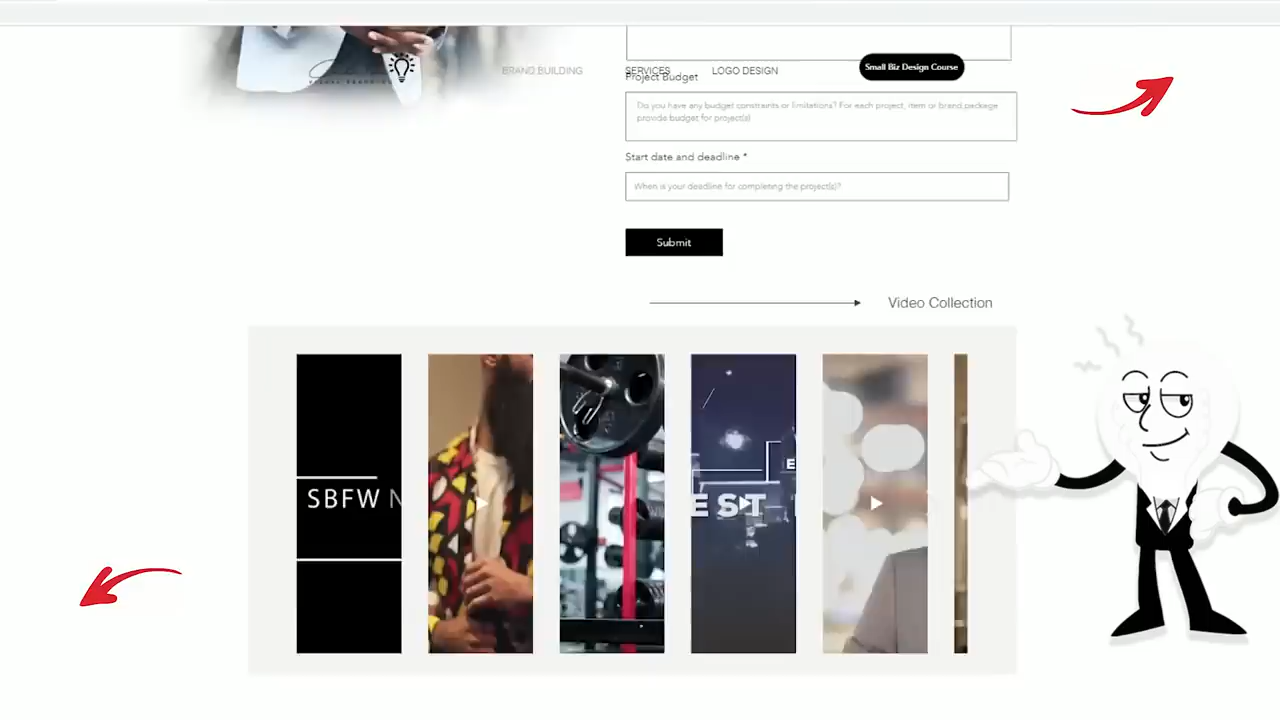 BRAND BUILDING
SERVICES
LOGO DESIGN
Small Biz Design Course
Project Budget
Do you have any budget constraints or limitations? For each project, item or brand package
provide budget for project(s)
Start date and deadline *
When is your deadline for completing the project(s)?
Submit
Video Collection
SBFW N
E
EST